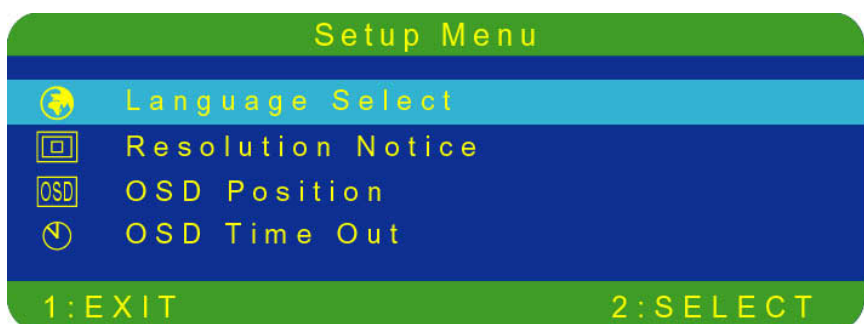 Setup Menu
Language Select
Resolution Notice
OSD OSD Position
OSD Time Out
1:EXIT 2:SELECT